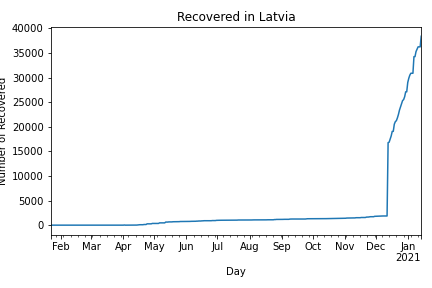 Recovered in Latvia
Number of Recovered
40000
35000
30000
25000
20000
15000
10000
5000
0
Feb Mar Apr May Jun Jul Aug Sep Oct Nov Dec Jan
2021
Day